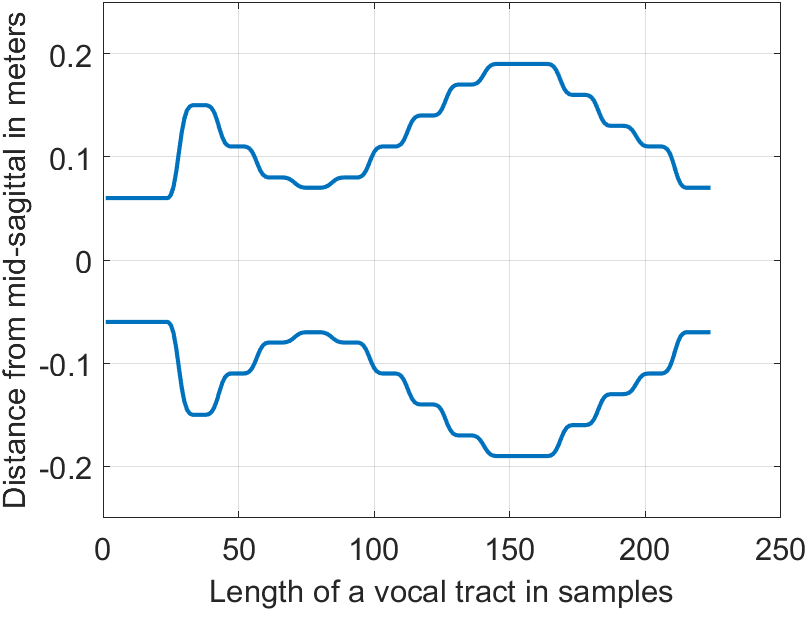 Distance from mid-sagittal in meters
0.2
0.1
0
-0.1
-0.2
0 50 100 150 200 250
Length of a vocal tract in samples